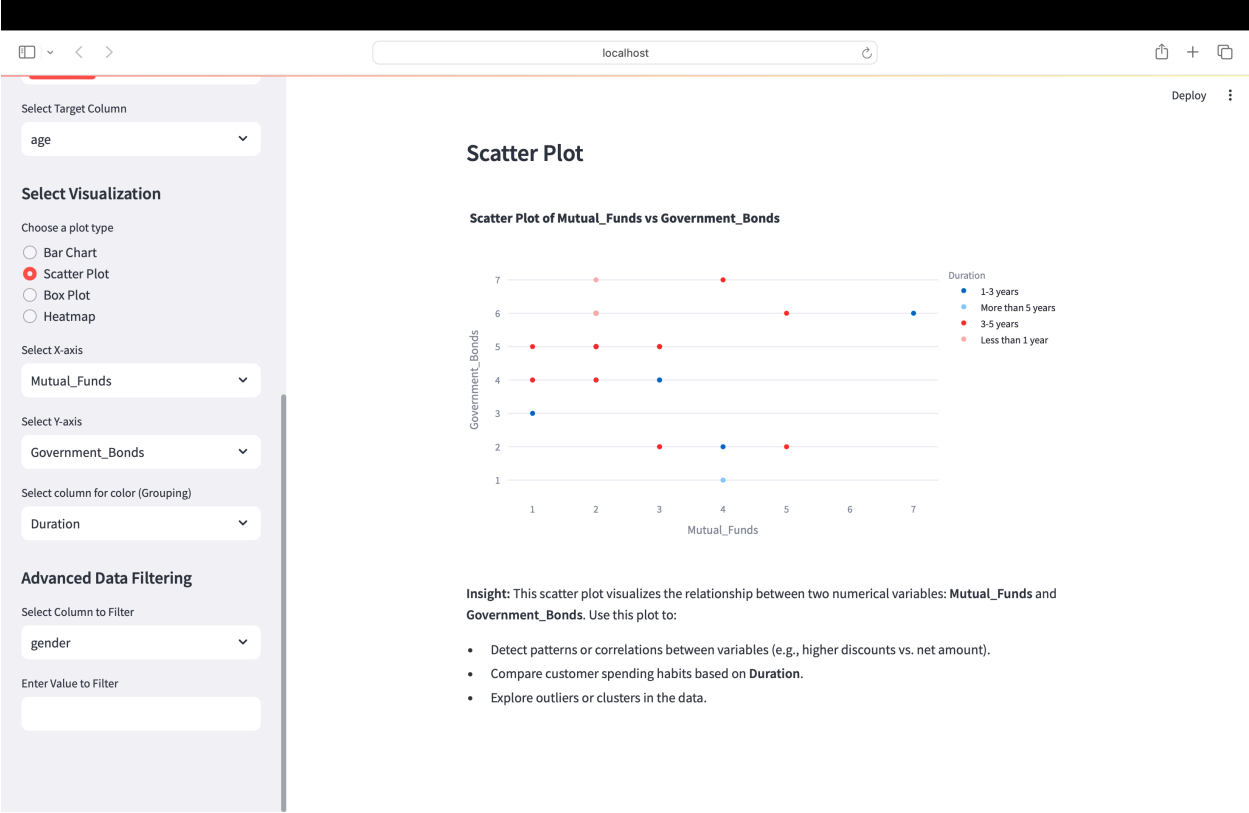 localhost
Deploy
Select Target Column
age
Select Visualization
Choose a plot type
Bar Chart
Scatter Plot
Box Plot
Heatmap
Select X-axis
Mutual_Funds
Select Y-axis
Government_Bonds
Select column for color (Grouping)
Duration
Advanced Data Filtering
Select Column to Filter
gender
Enter Value to Filter
Scatter Plot
Scatter Plot of Mutual_Funds vs Government_Bonds
Government_Bonds
7
6
5
4
3
2
1
1 2 3 4 5 6 7
Mutual_Funds
Duration
1-3 years
More than 5 years
3-5 years
Less than 1 year
Insight: This scatter plot visualizes the relationship between two numerical variables: Mutual_Funds and
Government_Bonds. Use this plot to:
• Detect patterns or correlations between variables (e.g., higher discounts vs. net amount).
• Compare customer spending habits based on Duration.
• Explore outliers or clusters in the data.